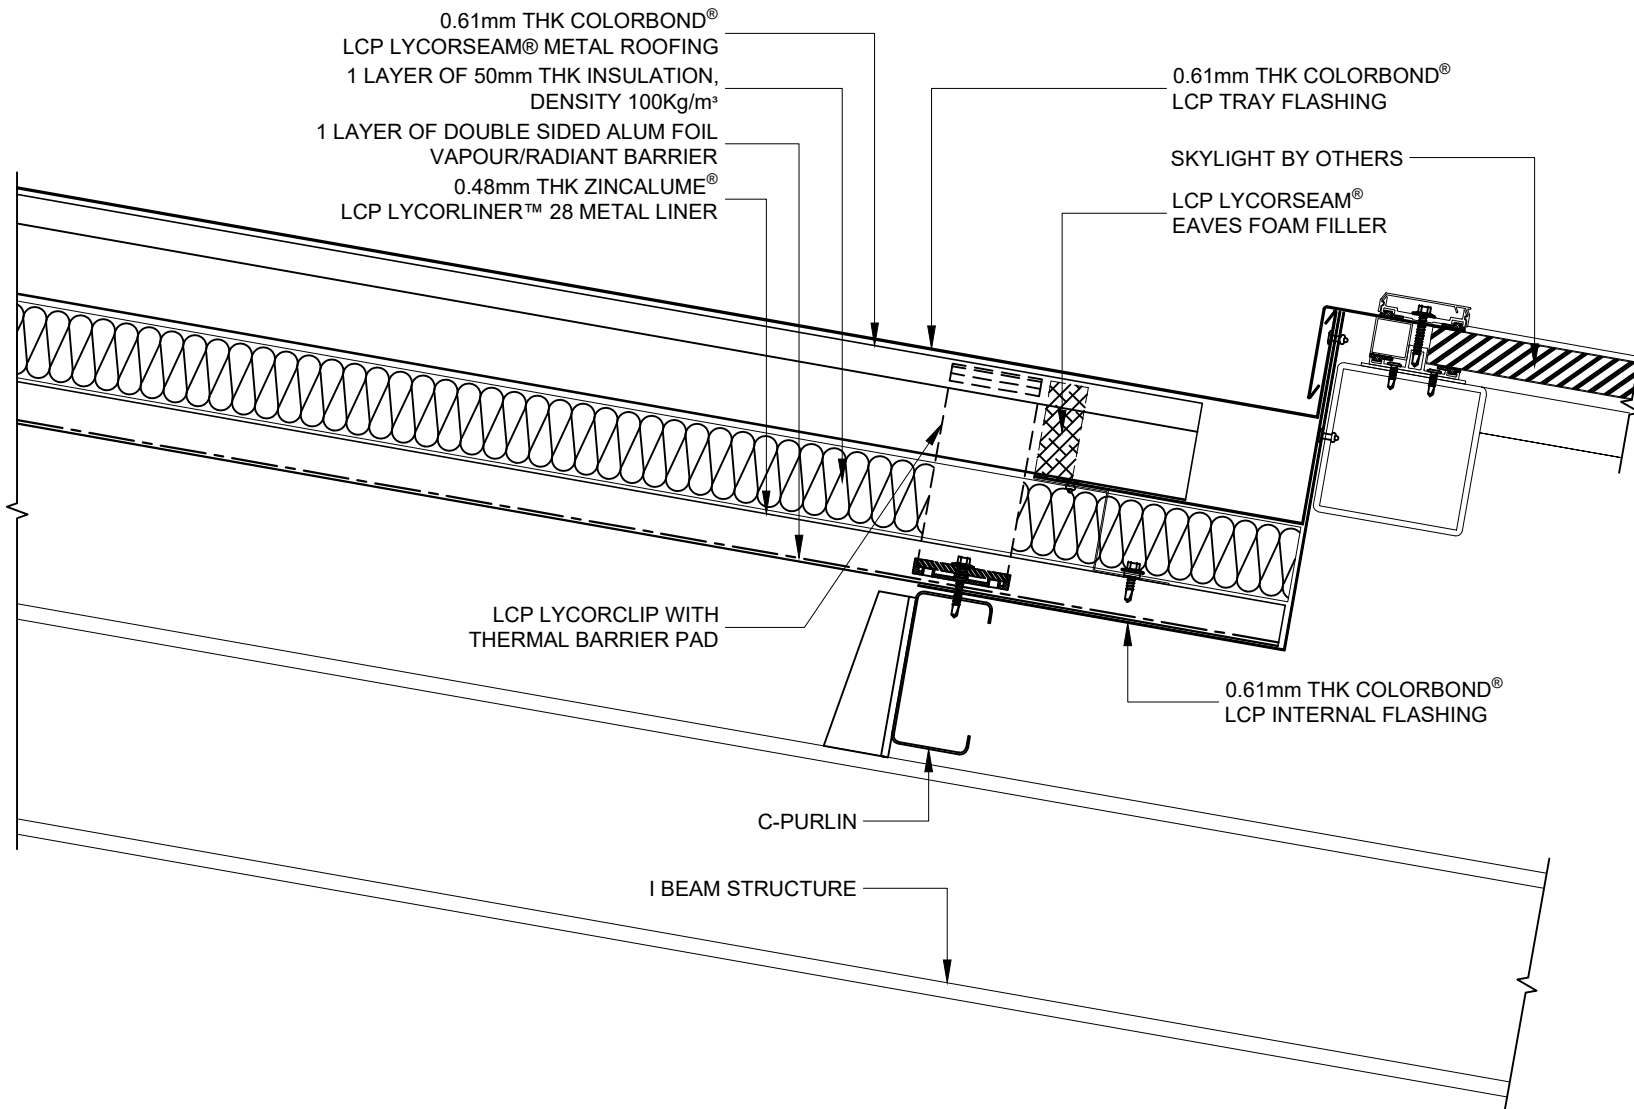 0.61mm THK COLORBOND®
LCP LYCORSEAM® METAL ROOFING
1 LAYER OF 50mm THK INSULATION,
DENSITY 100Kg/m³
1 LAYER OF DOUBLE SIDED ALUM FOIL
VAPOUR/RADIANT BARRIER
0.48mm THK ZINCALUME®
LCP LYCORLINER™ 28 METAL LINER
0.61mm THK COLORBOND®
LCP TRAY FLASHING
SKYLIGHT BY OTHERS
LCP LYCORSEAM®
EAVES FOAM FILLER
LCP LYCORCLIP WITH
THERMAL BARRIER PAD
0.61mm THK COLORBOND®
LCP INTERNAL FLASHING
C-PURLIN
I BEAM STRUCTURE